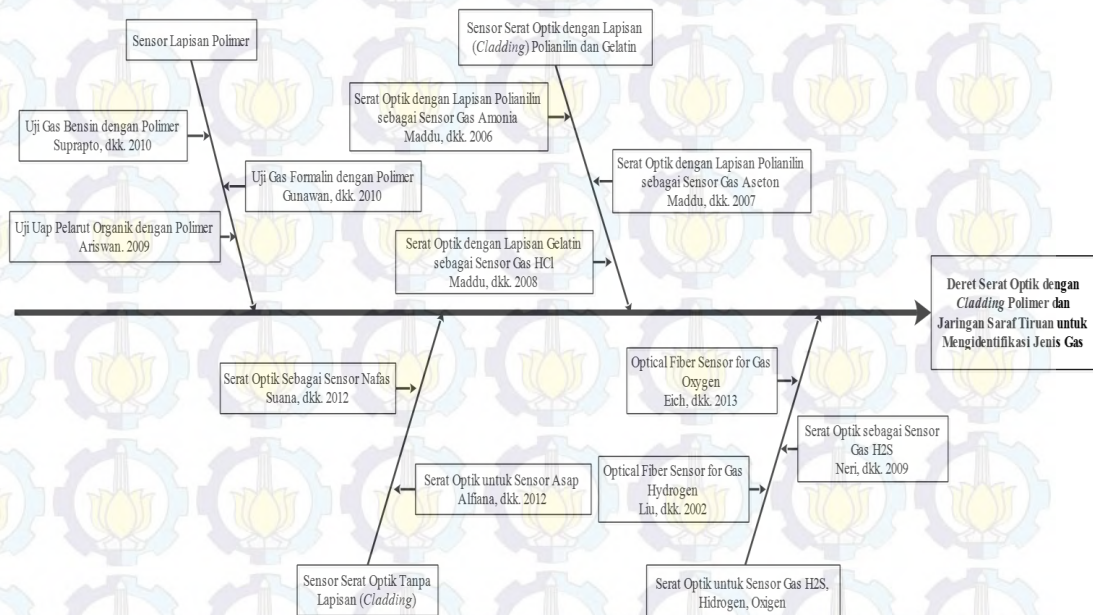 Sensor Lapisan Polimer
Uji Gas Bensin dengan Polimer
Suprapto, dkk. 2010
Uji Gas Formalin dengan Polimer
Gunawan, dkk. 2010
Uji Uap Pelarut Organik dengan Polimer
Ariswan. 2009
Sensor Serat Optik dengan Lapisan
(Cladding) Polianilin dan Gelatin
Serat Optik dengan Lapisan Polianilin
sebagai Sensor Gas Amonia
Maddu, dkk. 2006
Serat Optik dengan Lapisan Polianilin
sebagai Sensor Gas Aseton
Maddu, dkk. 2007
Serat Optik dengan Lapisan Gelatin
sebagai Sensor Gas HCl
Maddu, dkk. 2008
Deret Serat Optik dengan
Cladding Polimer dan
Jaringan Saraf Tiruan untuk
Mengidentifikasi Jenis Gas
Serat Optik Sebagai Sensor Nafas
Suana, dkk. 2012
Serat Optik untuk Sensor Asap
Alfiana, dkk. 2012
Sensor Serat Optik Tanpa
Lapisan (Cladding)
Optical Fiber Sensor for Gas
Oxygen
Eich, dkk. 2013
Serat Optik sebagai Sensor
Gas H2S
Neri, dkk. 2009
Optical Fiber Sensor for Gas
Hydrogen
Liu, dkk. 2002
Serat Optik untuk Sensor Gas H2S,
Hidrogen, Oxigen